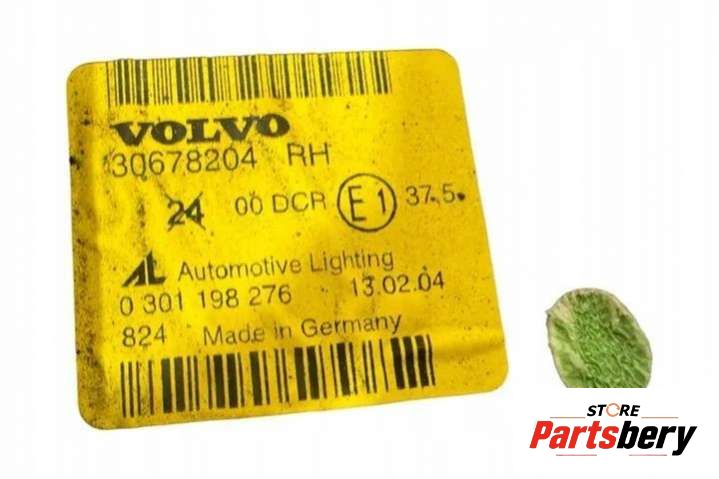 VOLVO
30678204 RH
24 00 DCR E1 37.5
AL Automotive Lighting
0 301 198 276 13.02.04
824 Made in Germany
STORE
Partsbery